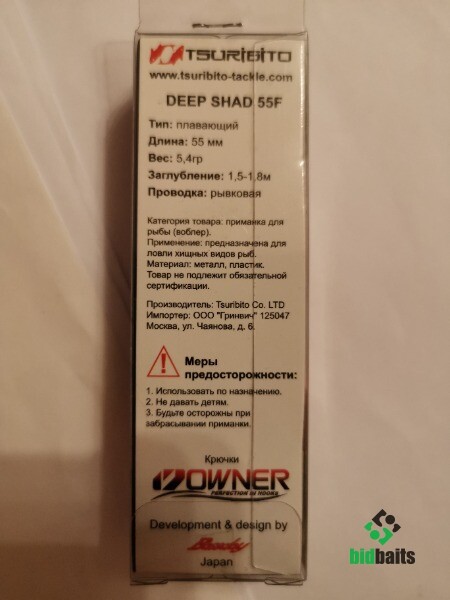 TSURIBITO
www.tsuribito-tackle.com
DEEP SHAD 55F
Тип: плавающий
Длина: 55 мм
Вес: 5,4гр
Заглубление: 1,5-1,8м
Проводка: рывковая
Категория товара: приманка для
рыбы (воблер).
Применение: предназначена для
ловли хищных видов рыб.
Материал: металл, пластик.
Товар не подлежит обязательной
сертификации.
Производитель: Tsuribito Co. LTD
Импортер: ООО "Гринвич" 125047
Москва, ул. Чаянова, д. 6.
Меры
предосторожности:
1. Использовать по назначению.
2. Не давать детям.
3. Будьте осторожны при
забрасывании приманки.
Крючки
OWNER
PERFECTION IN HOOKS
Development & design by
Japan
bidbaits